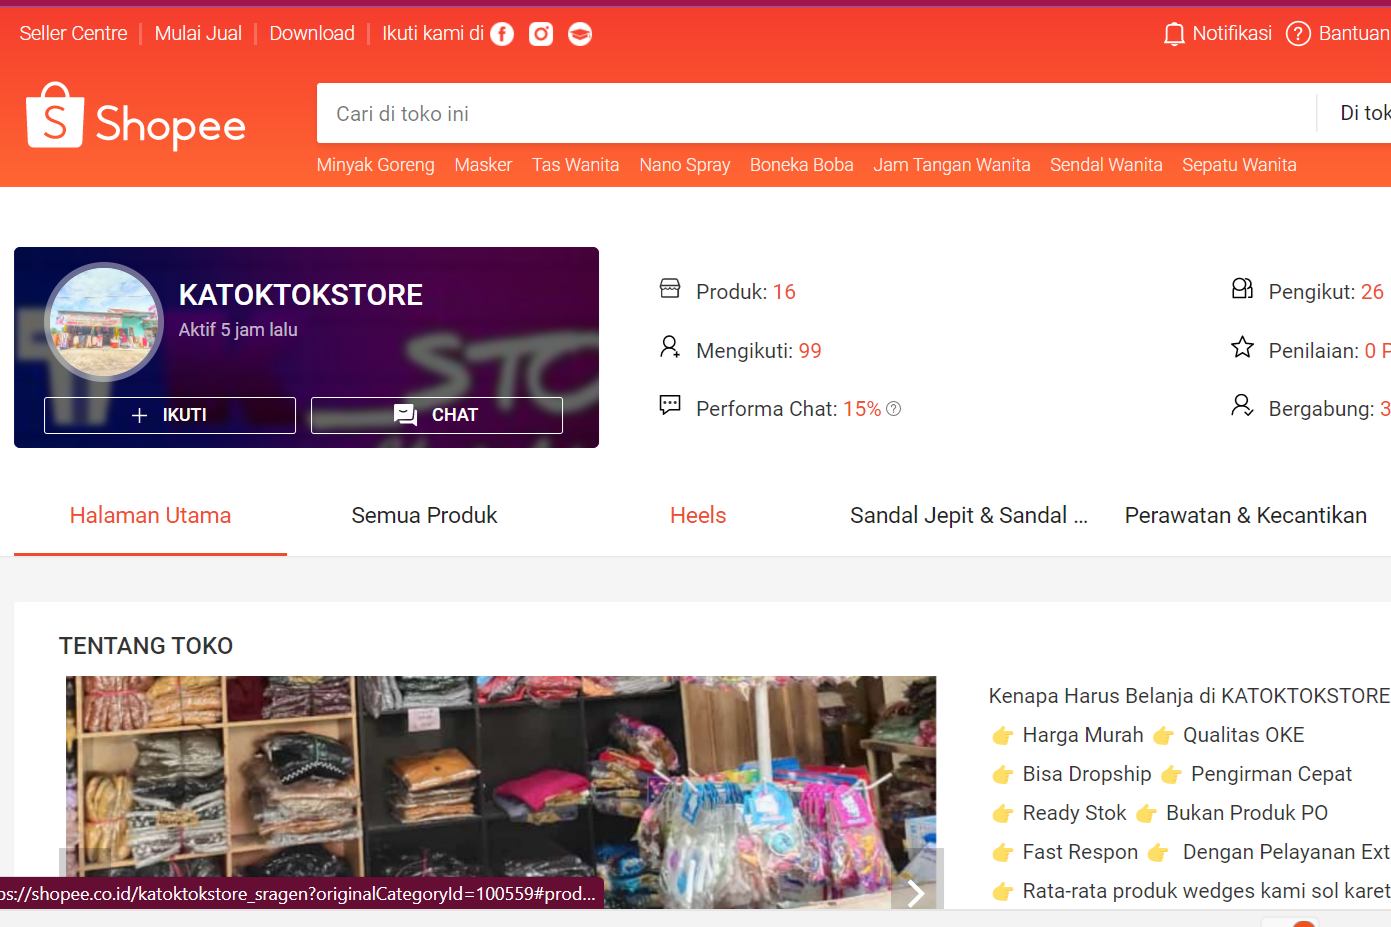 Seller Centre Mulai Jual Download Ikuti kami di Notifikasi Bantuan
Shopee
Cari di toko ini Di tok
Minyak Goreng Masker Tas Wanita Nano Spray Boneka Boba Jam Tangan Wanita Sendal Wanita Sepatu Wanita
KATOKTOKSTORE
Aktif 5 jam lalu
+ IKUTI CHAT
Produk: 16 Pengikut: 26
Mengikuti: 99 Penilaian: 0 P
Performa Chat: 15% Bergabung: 3
Halaman Utama Semua Produk Heels Sandal Jepit & Sandal ... Perawatan & Kecantikan
TENTANG TOKO
Kenapa Harus Belanja di KATOKTOKSTORE
👉 Harga Murah 👉 Qualitas OKE
👉 Bisa Dropship 👉 Pengirman Cepat
👉 Ready Stok 👉 Bukan Produk PO
👉 Fast Respon 👉 Dengan Pelayanan Ext
👉 Rata-rata produk wedges kami sol karet
ps://shopee.co.id/katoktokstore_sragen?originalCategoryId=100559#prod...